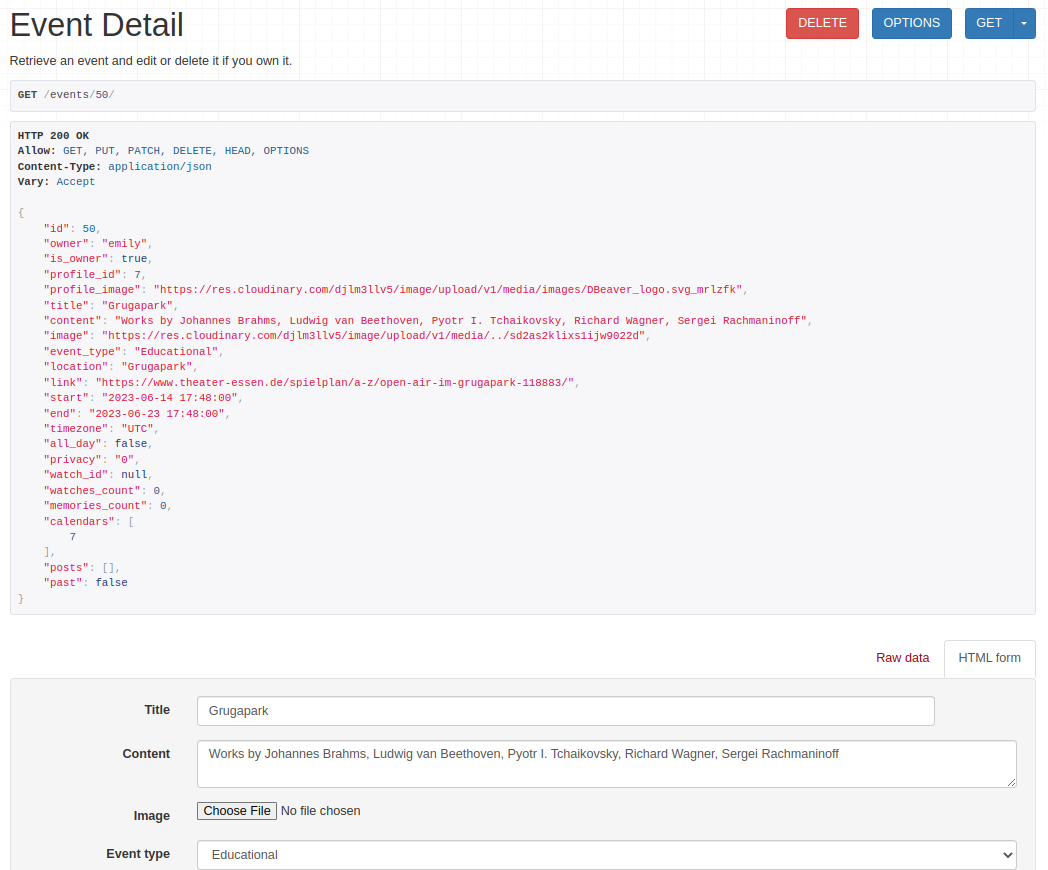 Event Detail
DELETE
OPTIONS
GET
Retrieve an event and edit or delete it if you own it.
GET /events/50/
HTTP 200 OK
Allow: GET, PUT, PATCH, DELETE, HEAD, OPTIONS
Content-Type: application/json
Vary: Accept
{
"id": 50,
"owner": "emily",
"is_owner": true,
"profile_id": 7,
"profile_image": "https://res.cloudinary.com/djlm3llv5/image/upload/v1/media/images/DBeaver_logo.svg_mrlzfk",
"title": "Grugapark",
"content": "Works by Johannes Brahms, Ludwig van Beethoven, Pyotr I. Tchaikovsky, Richard Wagner, Sergei Rachmaninoff",
"image": "https://res.cloudinary.com/djlm3llv5/image/upload/v1/media/../sd2as2klixs1ijw9022d",
"event_type": "Educational",
"location": "Grugapark",
"link": "https://www.theater-essen.de/spielplan/a-z/open-air-im-grugapark-118883/",
"start": "2023-06-14 17:48:00",
"end": "2023-06-23 17:48:00",
"timezone": "UTC",
"all_day": false,
"privacy": "0",
"watch_id": null,
"watches_count": 0,
"memories_count": 0,
"calendars": [
7
],
"posts": [],
"past": false
}
Raw data
HTML form
Title
Grugapark
Content
Works by Johannes Brahms, Ludwig van Beethoven, Pyotr I. Tchaikovsky, Richard Wagner, Sergei Rachmaninoff
Image
Choose File No file chosen
Event type
Educational